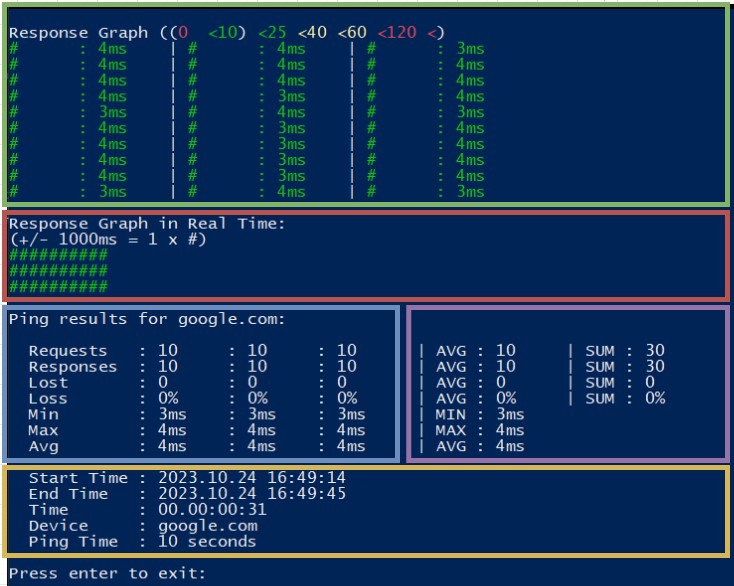 Response Graph ((0 <10) <25 <40 <60 <120 <)
# : 4ms | # : 4ms | # : 3ms
# : 4ms | # : 4ms | # : 4ms
# : 4ms | # : 4ms | # : 4ms
# : 4ms | # : 3ms | # : 4ms
# : 3ms | # : 4ms | # : 4ms
# : 4ms | # : 3ms | # : 4ms
# : 4ms | # : 3ms | # : 4ms
# : 4ms | # : 4ms | # : 4ms
# : 4ms | # : 3ms | # : 4ms
# : 3ms | # : 4ms | # : 3ms
Response Graph in Real Time:
(+/- 1000ms = 1 x #)
##########
##########
##########
Ping results for google.com:
Requests : 10 : 10 : 10 | AVG : 10 | SUM : 30
Responses : 10 : 10 : 10 | AVG : 10 | SUM : 30
Lost : 0 : 0 : 0 | AVG : 0 | SUM : 0
Loss : 0% : 0% : 0% | AVG : 0% | SUM : 0%
Min : 3ms : 3ms : 3ms | MIN : 3ms
Max : 4ms : 4ms : 4ms | MAX : 4ms
Avg : 4ms : 4ms : 4ms | AVG : 4ms
Start Time : 2023.10.24 16:49:14
End Time : 2023.10.24 16:49:45
Time : 00.00:00:31
Device : google.com
Ping Time : 10 seconds
Press enter to exit: